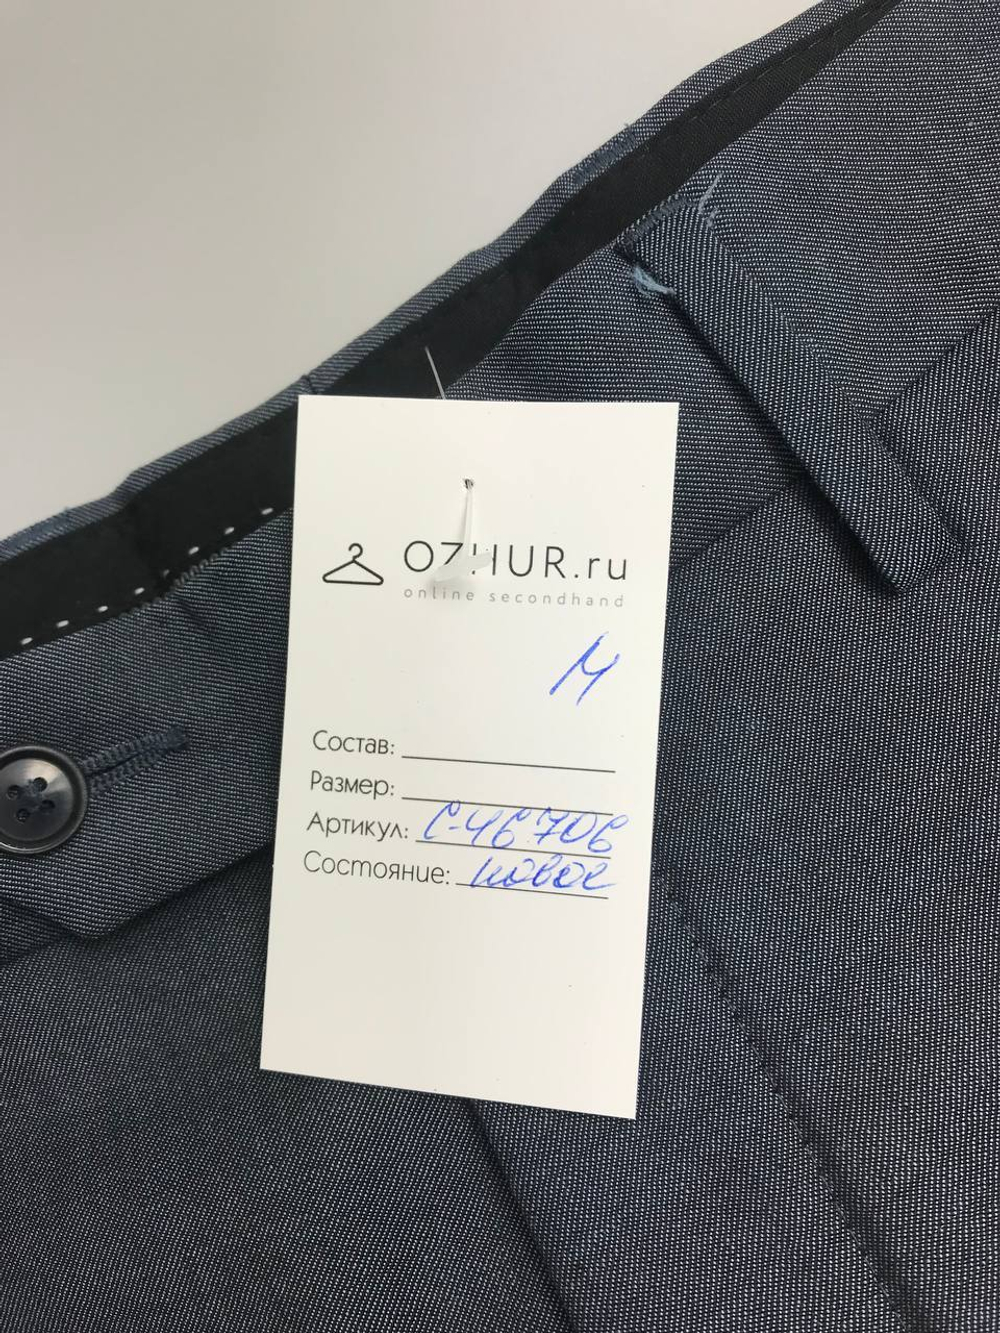 OZHUR.ru
online secondhand
М
Состав:
Размер:
Артикул: С-46706
Состояние: новое